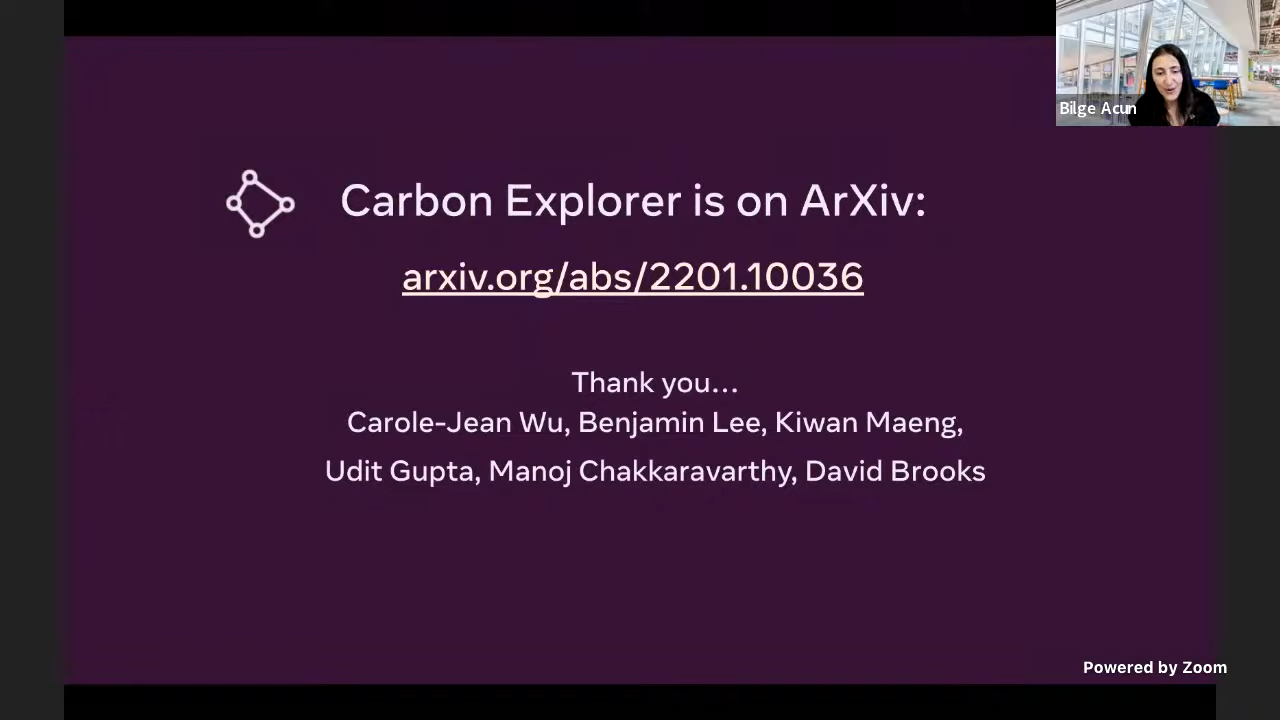 Bilge Acun
Carbon Explorer is on ArXiv:
arxiv.org/abs/2201.10036
Thank you...
Carole-Jean Wu, Benjamin Lee, Kiwan Maeng,
Udit Gupta, Manoj Chakkaravarthy, David Brooks
Powered by Zoom